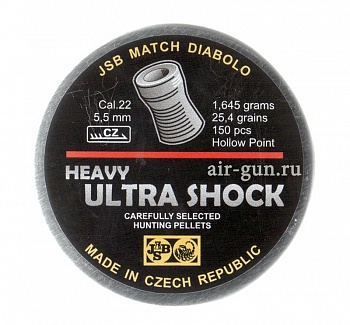 JSB MATCH DIABOLO
Cal.22
5,5 mm
CZ
1,645 grams
25,4 grains
150 pcs
Hollow Point
air-gun.ru
HEAVY
ULTRA SHOCK
CAREFULLY SELECTED
HUNTING PELLETS
JSB
MADE IN CZECH REPUBLIC